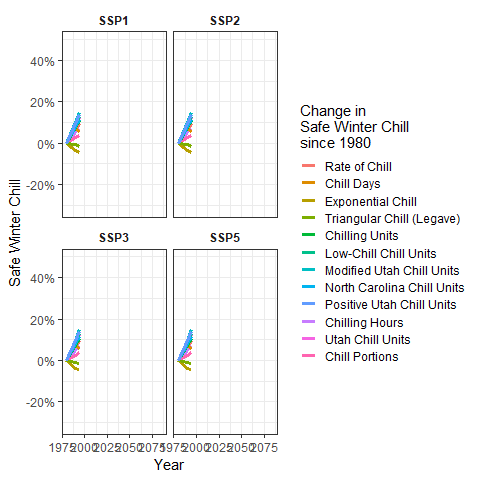 SSP1
SSP2
40%
20%
0%
-20%
SSP3
SSP5
40%
20%
0%
-20%
1975 2000 2025 2050 2075
1975 2000 2025 2050 2075
Year
Safe Winter Chill
Change in
Safe Winter Chill
since 1980
Rate of Chill
Chill Days
Exponential Chill
Triangular Chill (Legave)
Chilling Units
Low-Chill Chill Units
Modified Utah Chill Units
North Carolina Chill Units
Positive Utah Chill Units
Chilling Hours
Utah Chill Units
Chill Portions